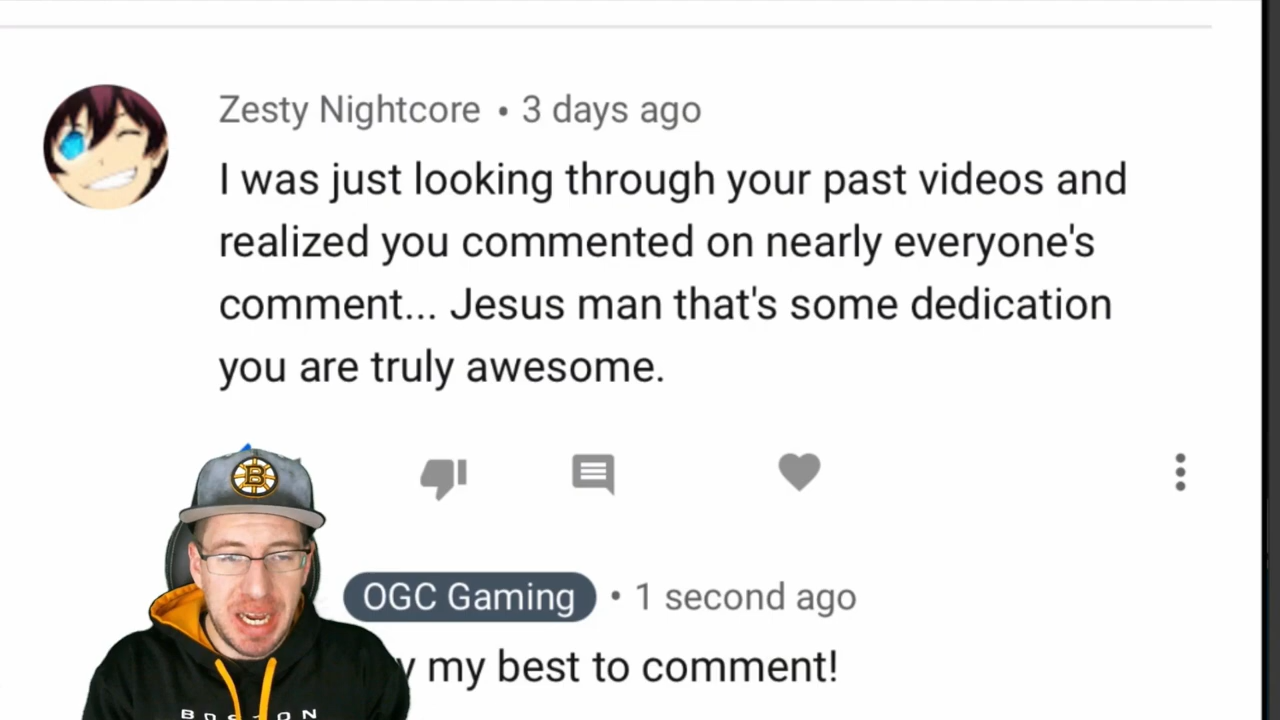 Zesty Nightcore • 3 days ago
I was just looking through your past videos and
realized you commented on nearly everyone's
comment... Jesus man that's some dedication
you are truly awesome.
B
OGC Gaming • 1 second ago
my best to comment!
BOSTON